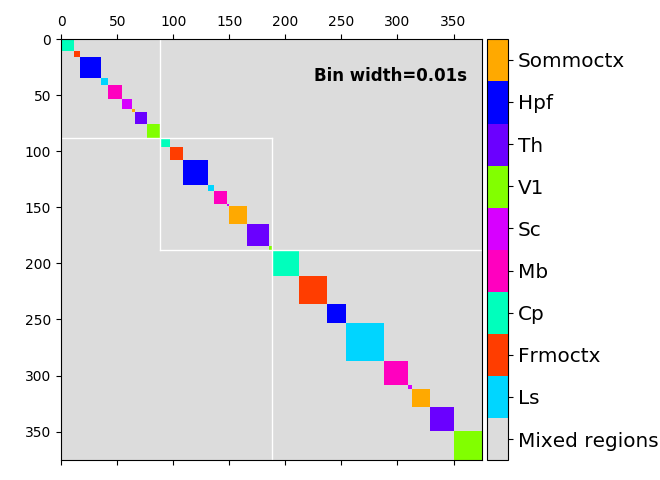 0 50 100 150 200 250 300 350
0
50
100
150
200
250
300
350
Bin width=0.01s
Sommoctx
Hpf
Th
V1
Sc
Mb
Cp
Frmoctx
Ls
Mixed regions